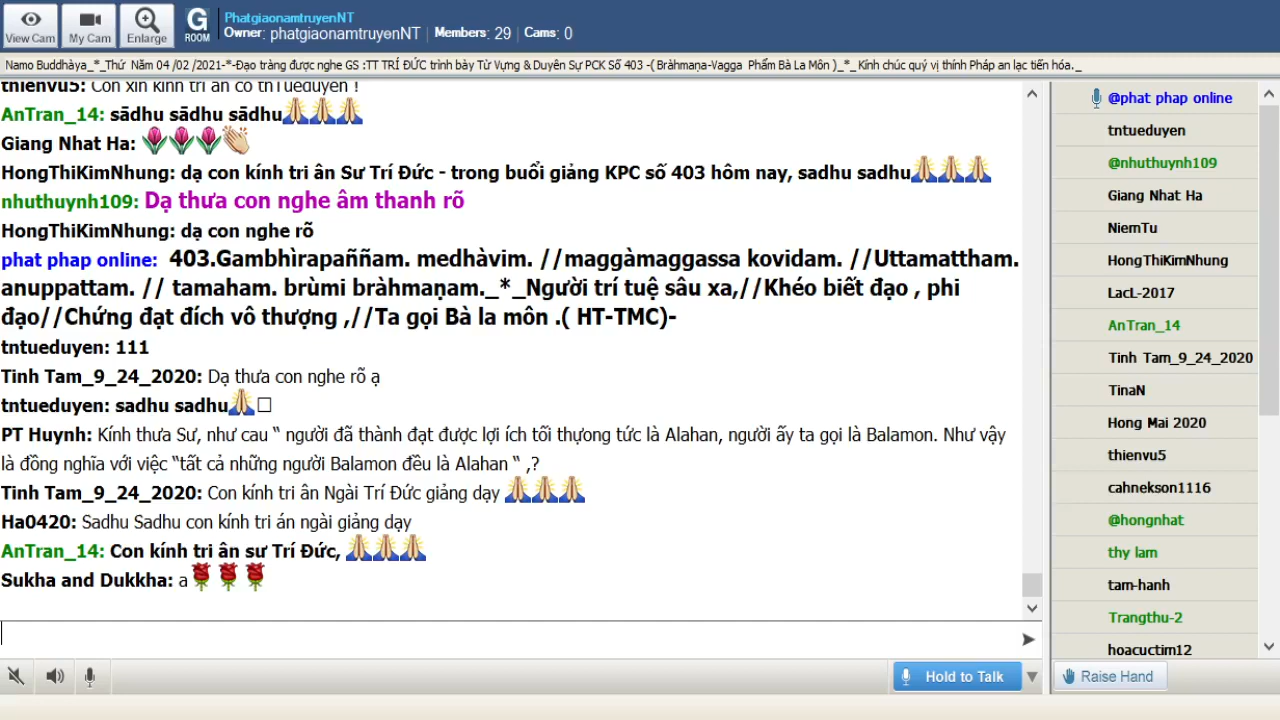 View Cam
My Cam
Enlarge
G
ROOM
PhatgiaonamtruyenNT
Owner: phatgiaonamtruyenNT | Members: 29 | Cams: 0
Namo Buddhàya_*_Thứ Năm 04 /02 /2021-*-Đạo tràng được nghe GS :TT TRÍ ĐỨC trình bày Từ Vựng & Duyên Sự PCK Số 403 -( Bràhmaṇa-Vagga Phẩm Bà La Môn )_*_ Kính chúc quý vị thính Pháp an lạc tiến hóa._
thienvu5: Con xin kính tri ân cô thTueduyen !
AnTran_14: sādhu sādhu sādhu🙏🙏🙏
Giang Nhat Ha: 🌷🌷🌷👏
HongThiKimNhung: dạ con kính tri ân Sư Trí Đức - trong buổi giảng KPC số 403 hôm nay, sadhu sadhu🙏🙏🙏
nhuthuynh109: Dạ thưa con nghe âm thanh rõ
HongThiKimNhung: dạ con nghe rõ
phat phap online: 403.Gambhìrapaññam. medhàvim. //maggàmaggassa kovidam. //Uttamattham.
anuppattam. // tamaham. brùmi bràhmaṇam._*_Người trí tuệ sâu xa,//Khéo biết đạo , phi
đạo//Chứng đạt đích vô thượng ,//Ta gọi Bà la môn .( HT-TMC)-
tntueduyen: 111
Tinh Tam_9_24_2020: Dạ thưa con nghe rõ ạ
tntueduyen: sadhu sadhu🙏□
PT Huynh: Kính thưa Sư, như cau “ người đã thành đạt được lợi ích tối thượng tức là Alahan, người ấy ta gọi là Balamon. Như vậy
là đồng nghĩa với việc “tất cả những người Balamon đều là Alahan “ ,?
Tinh Tam_9_24_2020: Con kính tri ân Ngài Trí Đức giảng dạy 🙏🙏🙏
Ha0420: Sadhu Sadhu con kính tri án ngài giảng dạy
AnTran_14: Con kính tri ân sư Trí Đức, 🙏🙏🙏
Sukha and Dukkha: a🌹🌹🌹
Hold to Talk
@phat phap online
tntueduyen
@nhuthuynh109
Giang Nhat Ha
NiemTu
HongThiKimNhung
LacL-2017
AnTran_14
Tinh Tam_9_24_2020
TinaN
Hong Mai 2020
thienvu5
cahnekson1116
@hongnhat
thy lam
tam-hanh
Trangthu-2
hoacuctim12
Raise Hand